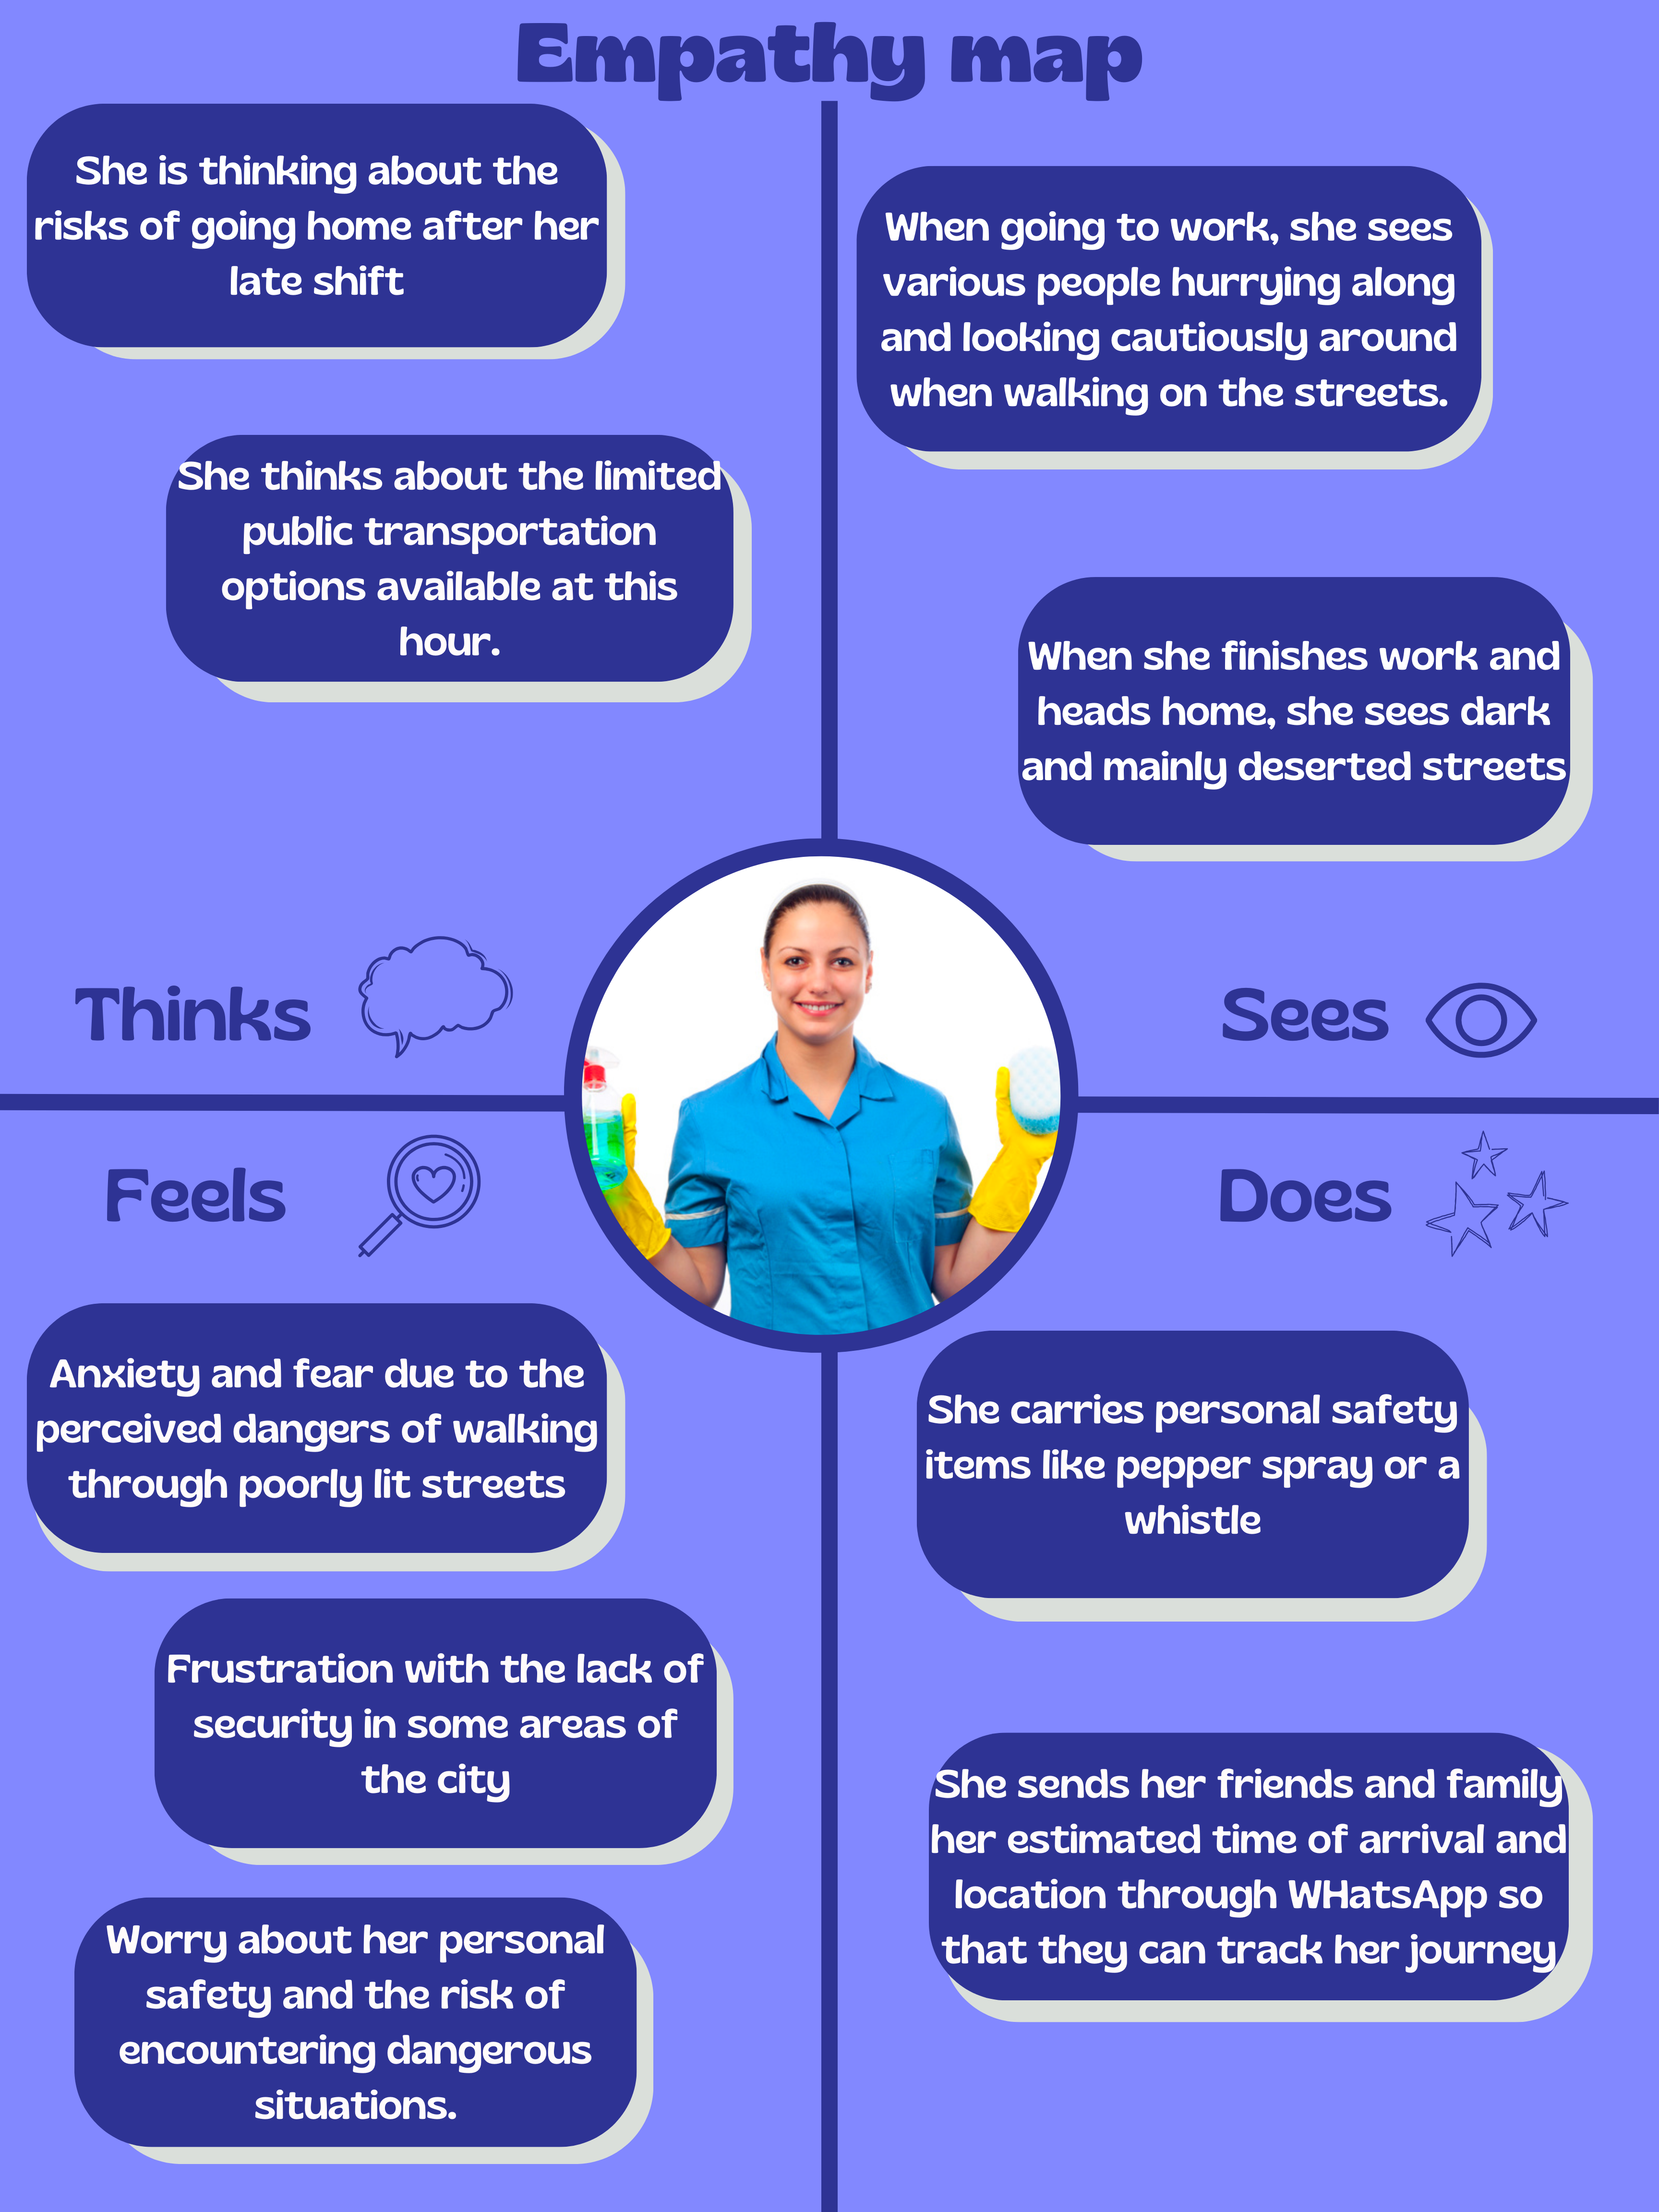 Empathy map
She is thinking about the
risks of going home after her
late shift
She thinks about the limited
public transportation
options available at this
hour.
Thinks
When going to work, she sees
various people hurrying along
and looking cautiously around
when walking on the streets.
When she finishes work and
heads home, she sees dark
and mainly deserted streets
Sees
Feels
Anxiety and fear due to the
perceived dangers of walking
through poorly lit streets
Frustration with the lack of
security in some areas of
the city
Worry about her personal
safety and the risk of
encountering dangerous
situations.
Does
She carries personal safety
items like pepper spray or a
whistle
She sends her friends and family
her estimated time of arrival and
location through WHatsApp so
that they can track her journey